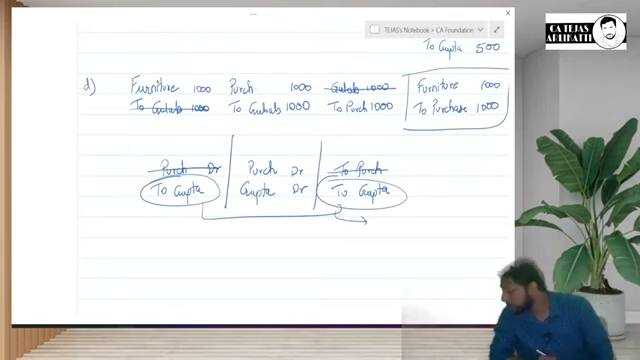 TEJAS's Notebook > CA Foundation
CA TEJAS
ARLIKATTI
To Gupta 500
d) Furniture 1000 Purch. 1000 Gulab 1000 Furniture 1000
To Gulab 1000 To Gulab 1000 To Purch 1000 To Purchase 1000
Purch Dr Purch Dr To Purch
To Gupta Gupta Dr To Gupta